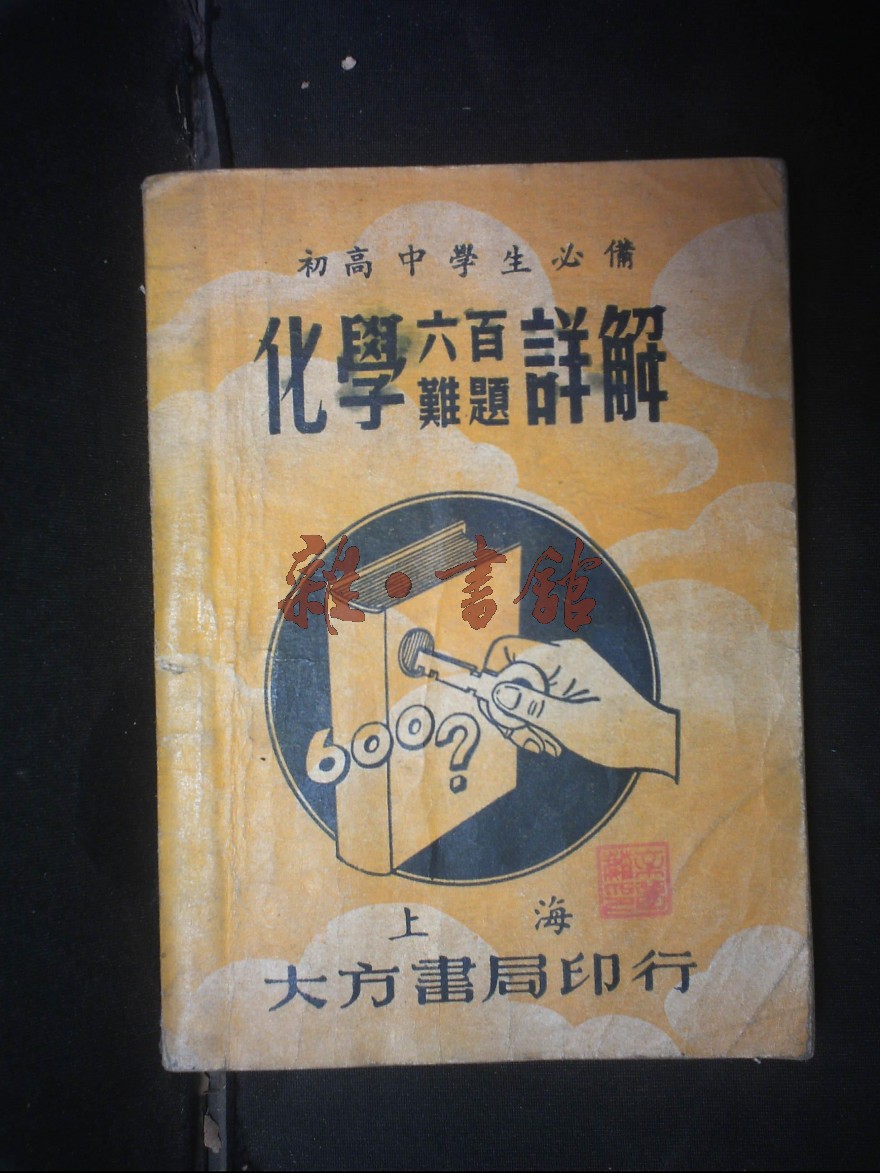 初高中學生必備
化學六百難題詳解
雜·書館
600?
上海
大方書局印行